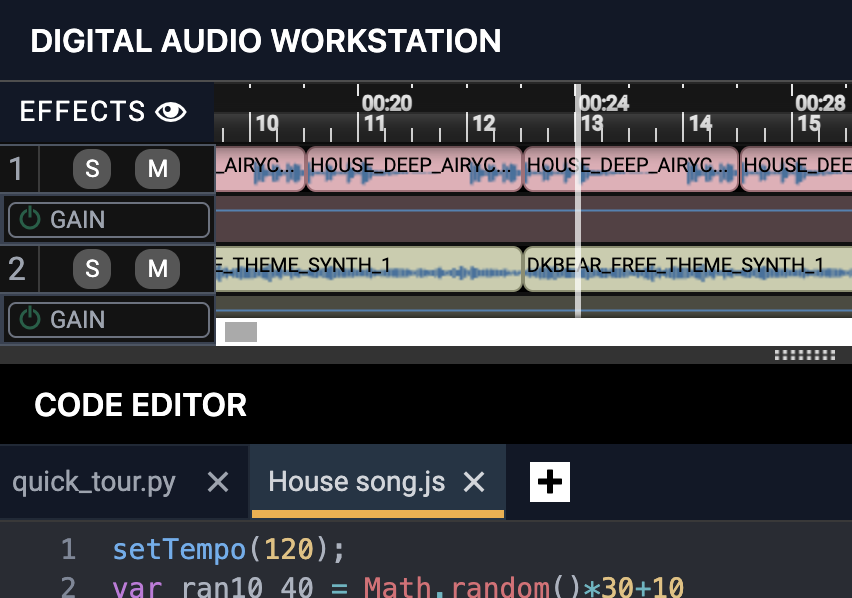 DIGITAL AUDIO WORKSTATION
EFFECTS
00:20 00:24 00:28
10 11 12 13 14 15
1 S M _AIRYC... HOUSE_DEEP_AIRYC... HOUSE_DEEP_AIRYC... HOUSE_DEE
GAIN
2 S M E_THEME_SYNTH_1 DKBEAR_FREE_THEME_SYNTH_1
GAIN
CODE EDITOR
quick_tour.py House song.js
1 setTempo(120);
2 var ran10_40 = Math.random()*30+10